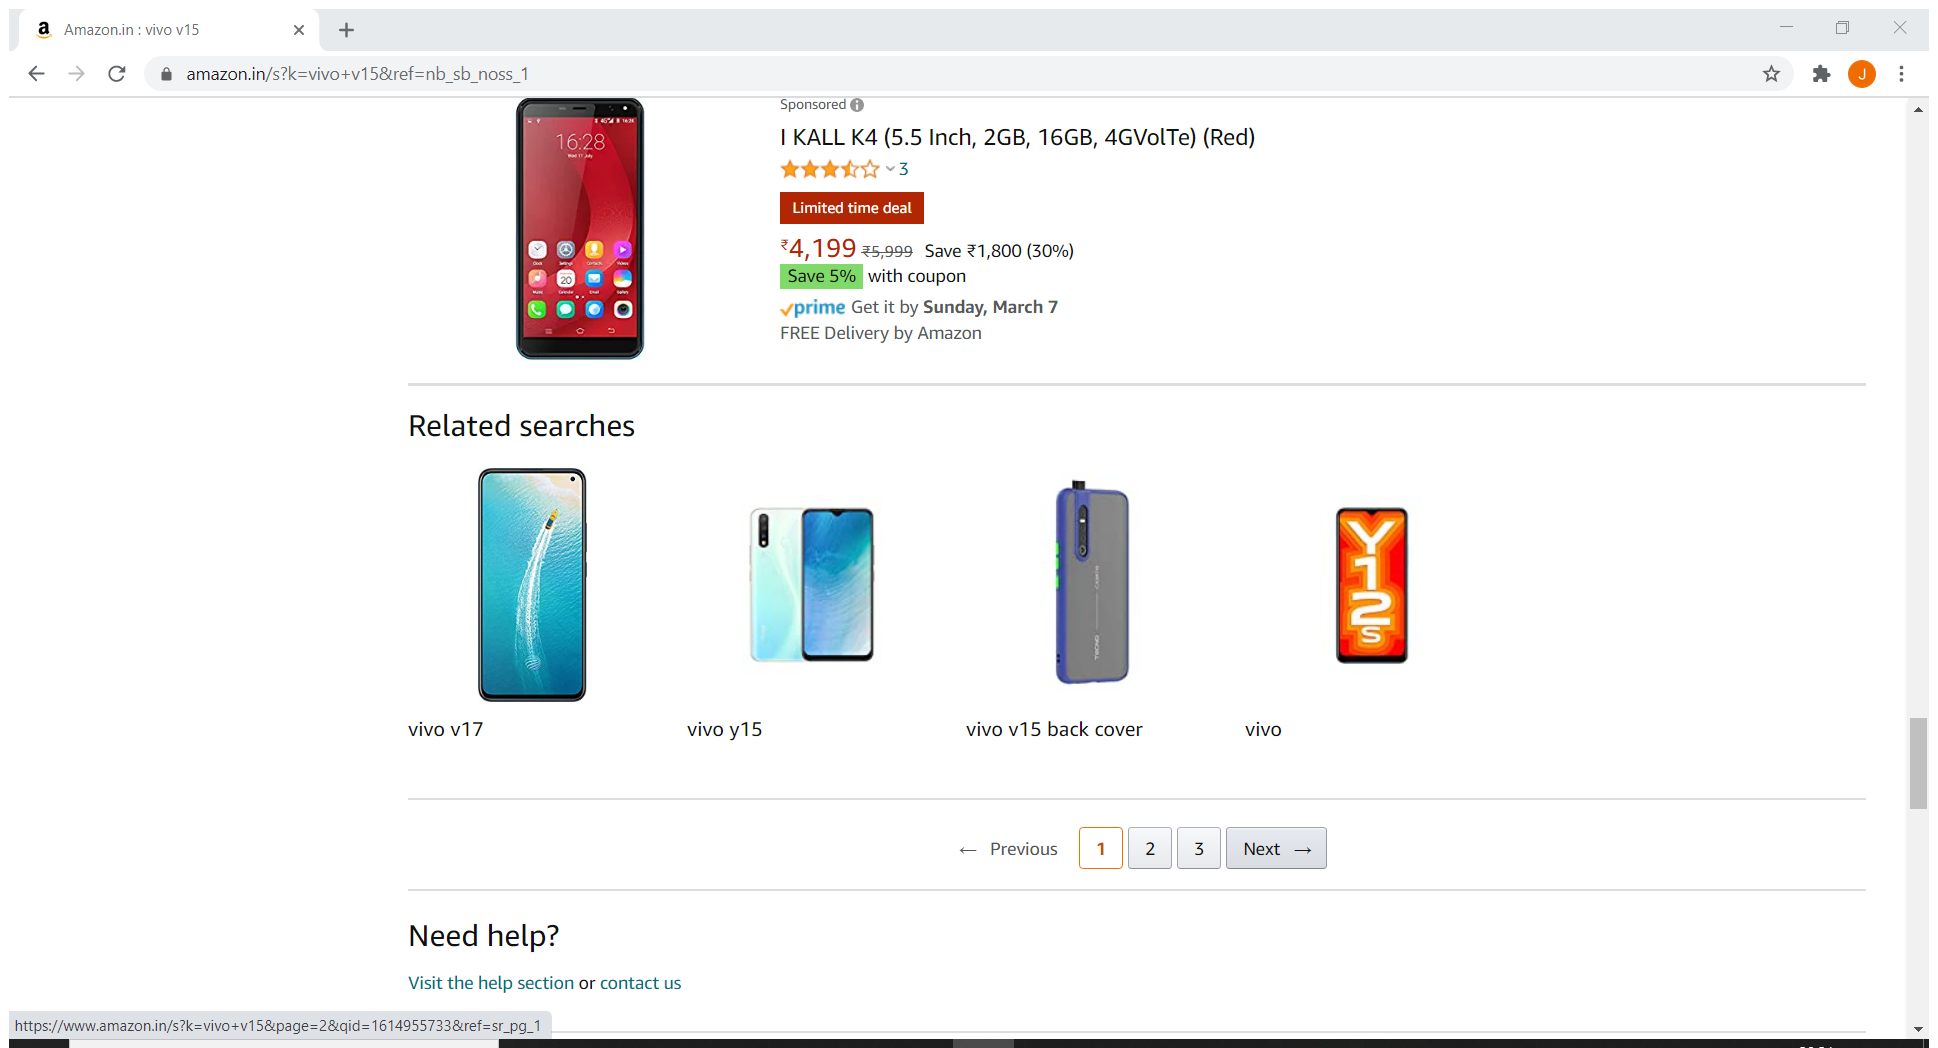 Amazon.in : vivo v15
amazon.in/s?k=vivo+v15&ref=nb_sb_noss_1
J
Sponsored
I KALL K4 (5.5 Inch, 2GB, 16GB, 4GVolTe) (Red)
3
Limited time deal
₹4,199 ₹5,999 Save ₹1,800 (30%)
Save 5% with coupon
prime Get it by Sunday, March 7
FREE Delivery by Amazon
16:28
Related searches
Y12s
vivo v17
vivo y15
vivo v15 back cover
vivo
← Previous 1 2 3 Next →
Need help?
Visit the help section or contact us
https://www.amazon.in/s?k=vivo+v15&page=2&qid=1614955733&ref=sr_pg_1